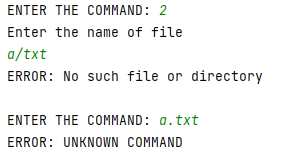 ENTER THE COMMAND: 2
Enter the name of file
a/txt
ERROR: No such file or directory
ENTER THE COMMAND: a.txt
ERROR: UNKNOWN COMMAND